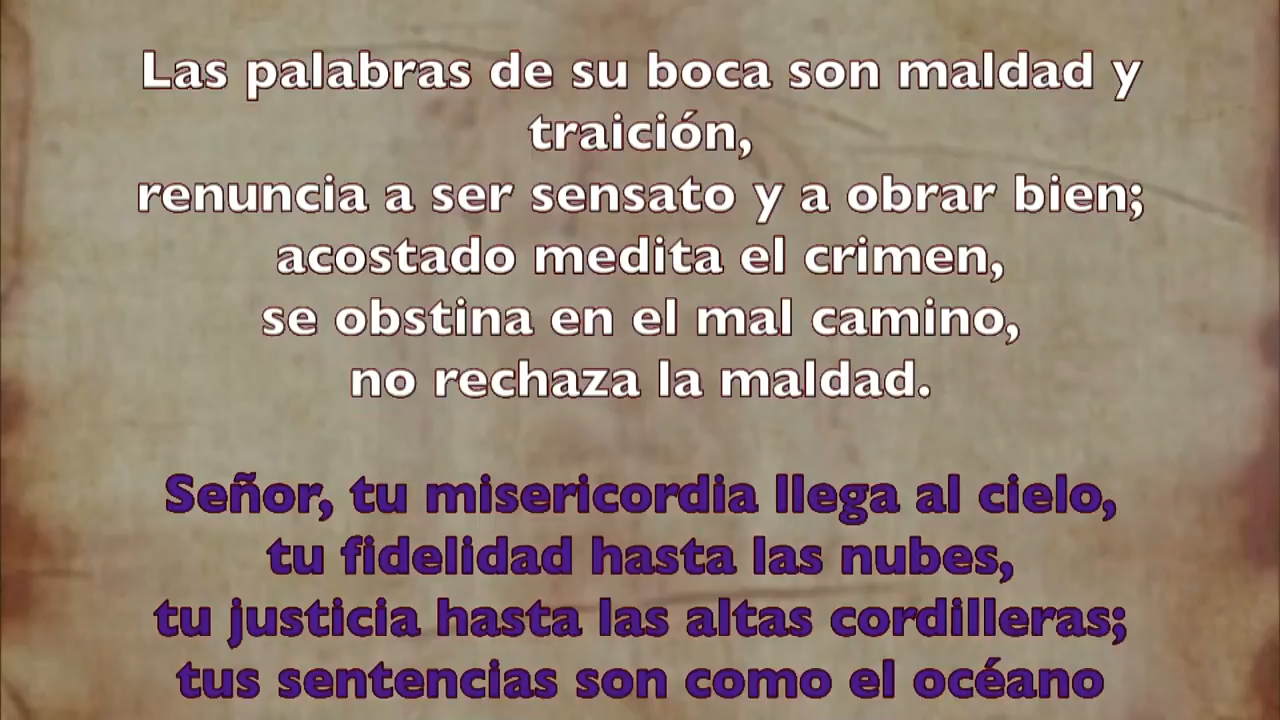 Las palabras de su boca son maldad y
traición,
renuncia a ser sensato y a obrar bien;
acostado medita el crimen,
se obstina en el mal camino,
no rechaza la maldad.
Señor, tu misericordia llega al cielo,
tu fidelidad hasta las nubes,
tu justicia hasta las altas cordilleras;
tus sentencias son como el océano